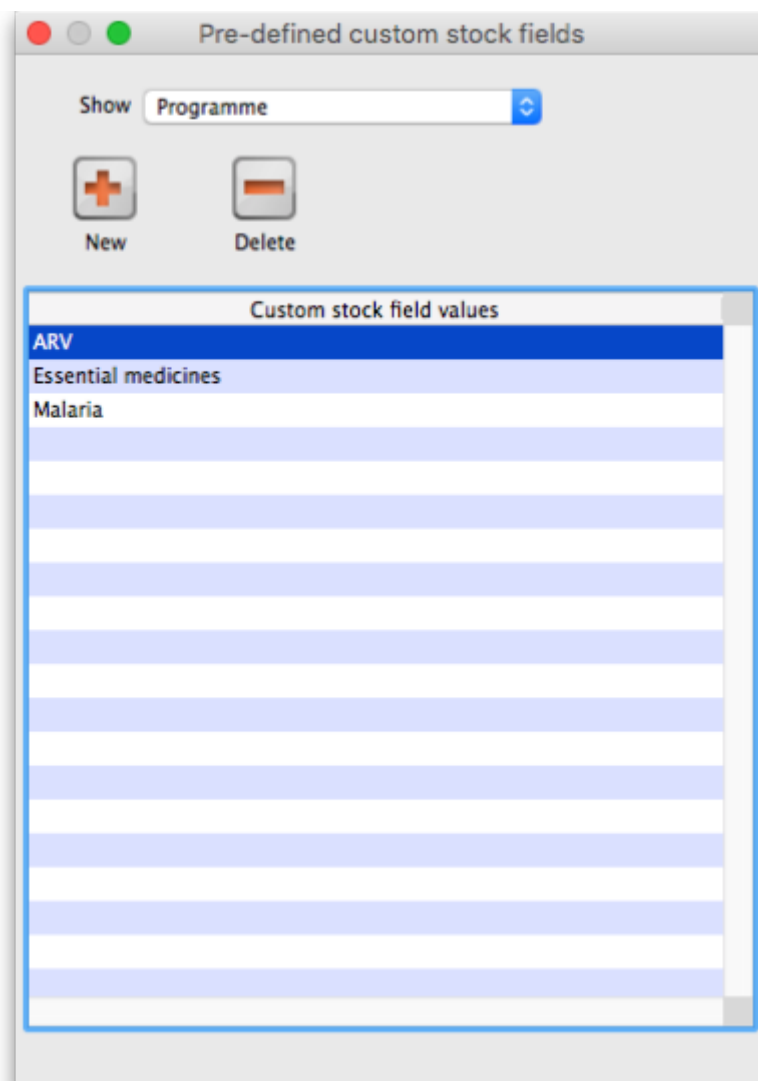 Pre-defined custom stock fields
Show Programme
New Delete
Custom stock field values
ARV
Essential medicines
Malaria